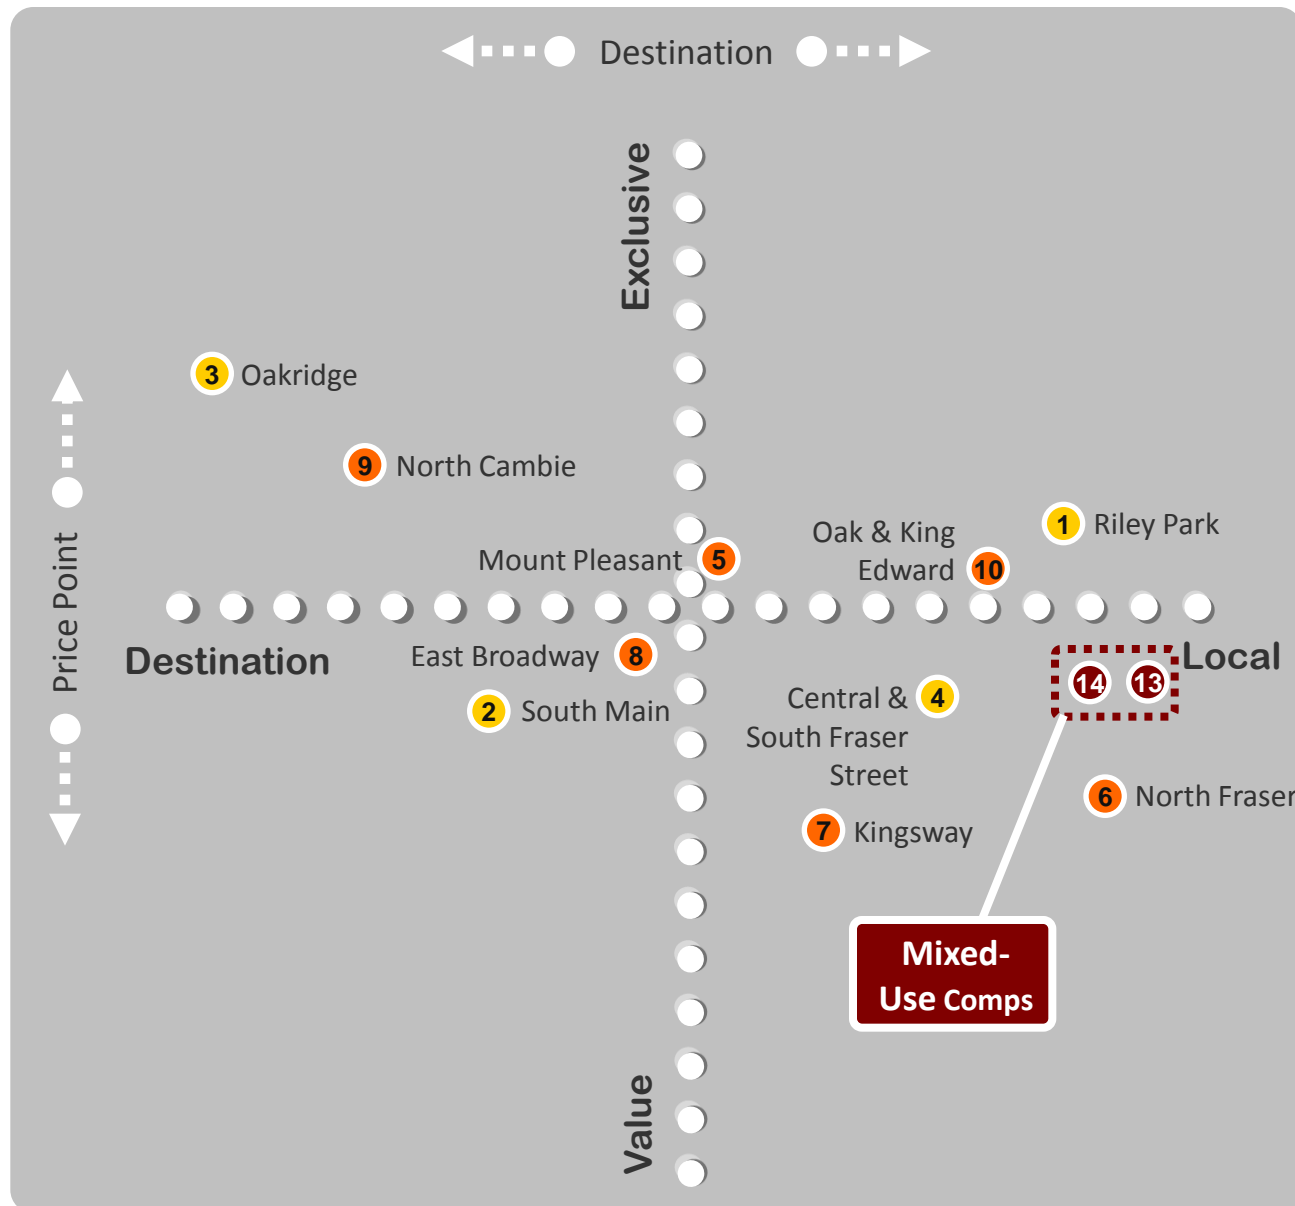 Destination
Exclusive
3 Oakridge
9 North Cambie
Price Point
Mount Pleasant 5
Oak & King
Edward 10
1 Riley Park
Destination
Local
East Broadway 8
2 South Main
Central &
South Fraser
Street
4
14 13
6 North Fraser
7 Kingsway
Mixed-
Use Comps
Value